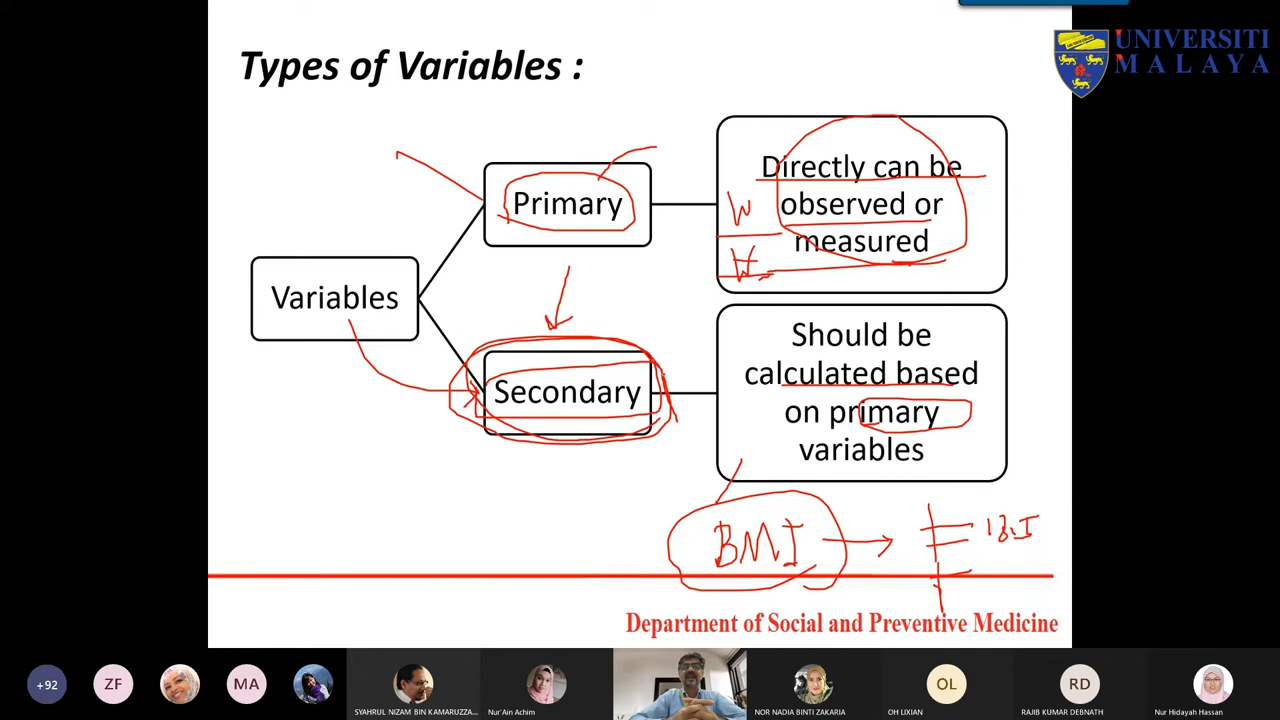 UNIVERSITI
MALAYA
Types of Variables :
Variables
Primary
Directly can be
observed or
measured
W
H
Secondary
Should be
calculated based
on primary
variables
BMI
Department of Social and Preventive Medicine
+92
ZF
MA
SYAHRUL NIZAM BIN KAMARUZZA...
Nur'Ain Achim
NOR NADIA BINTI ZAKARIA
OL
OH LIXIAN
RD
RAJIB KUMAR DEBNATH
Nur Hidayah Hassan